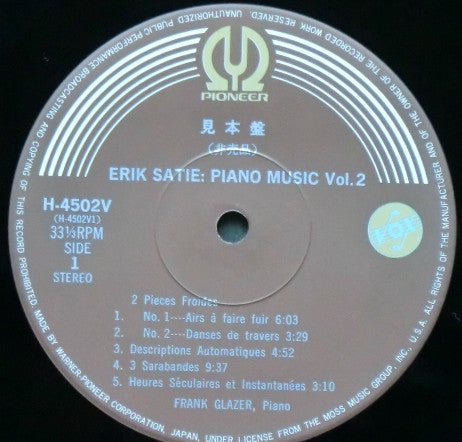 PIONEER
見本盤
(非売品)
ERIK SATIE: PIANO MUSIC Vol.2
H-4502V
(H-4502V1)
33⅓RPM
SIDE
1
STEREO
VOX
2 Pieces Froides
1. No. 1----Airs à faire fuir 6:03
2. No. 2----Danses de travers 3:29
3. Descriptions Automatiques 4:52
4. 3 Sarabandes 9:37
5. Heures Séculaires et Instantanées 3:10
FRANK GLAZER, Piano
ALL RIGHTS OF THE MANUFACTURER AND OF THE OWNER OF THE RECORDED WORK RESERVED. UNAUTHORIZED PUBLIC PERFORMANCE BROADCASTING AND COPYING OF THIS RECORD PROHIBITED. MADE BY WARNER-PIONEER CORPORATION, JAPAN, UNDER LICENSE FROM THE MOSS MUSIC GROUP, INC., U.S.A.